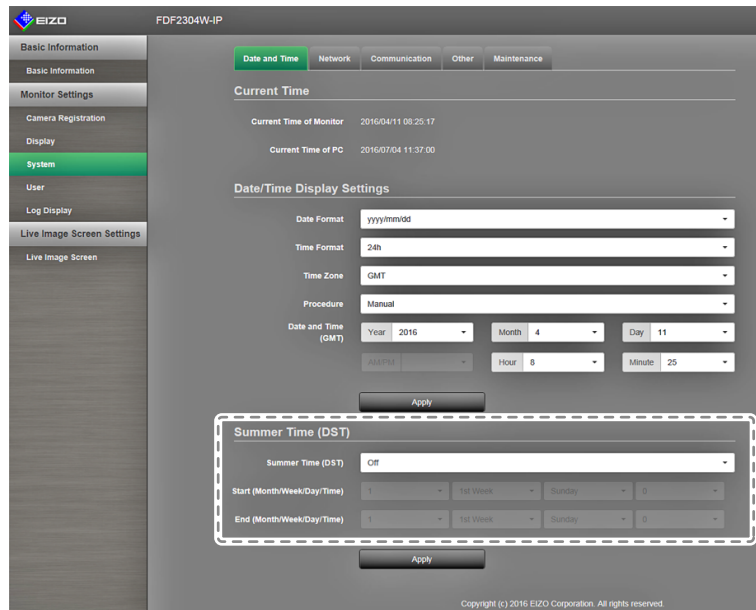 EIZO FDF2304W-IP
Basic Information
Basic Information
Monitor Settings
Camera Registration
Display
System
User
Log Display
Live Image Screen Settings
Live Image Screen
Date and Time Network Communication Other Maintenance
Current Time
Current Time of Monitor 2016/04/11 08:25:17
Current Time of PC 2016/07/04 11:37:00
Date/Time Display Settings
Date Format yyyy/mm/dd
Time Format 24h
Time Zone GMT
Procedure Manual
Date and Time
(GMT) Year 2016 Month 4 Day 11
AM/PM Hour 8 Minute 25
Apply
Summer Time (DST)
Summer Time (DST) Off
Start (Month/Week/Day/Time) 1 1st Week Sunday 0
End (Month/Week/Day/Time) 1 1st Week Sunday 0
Apply
Copyright (c) 2016 EIZO Corporation. All rights reserved.